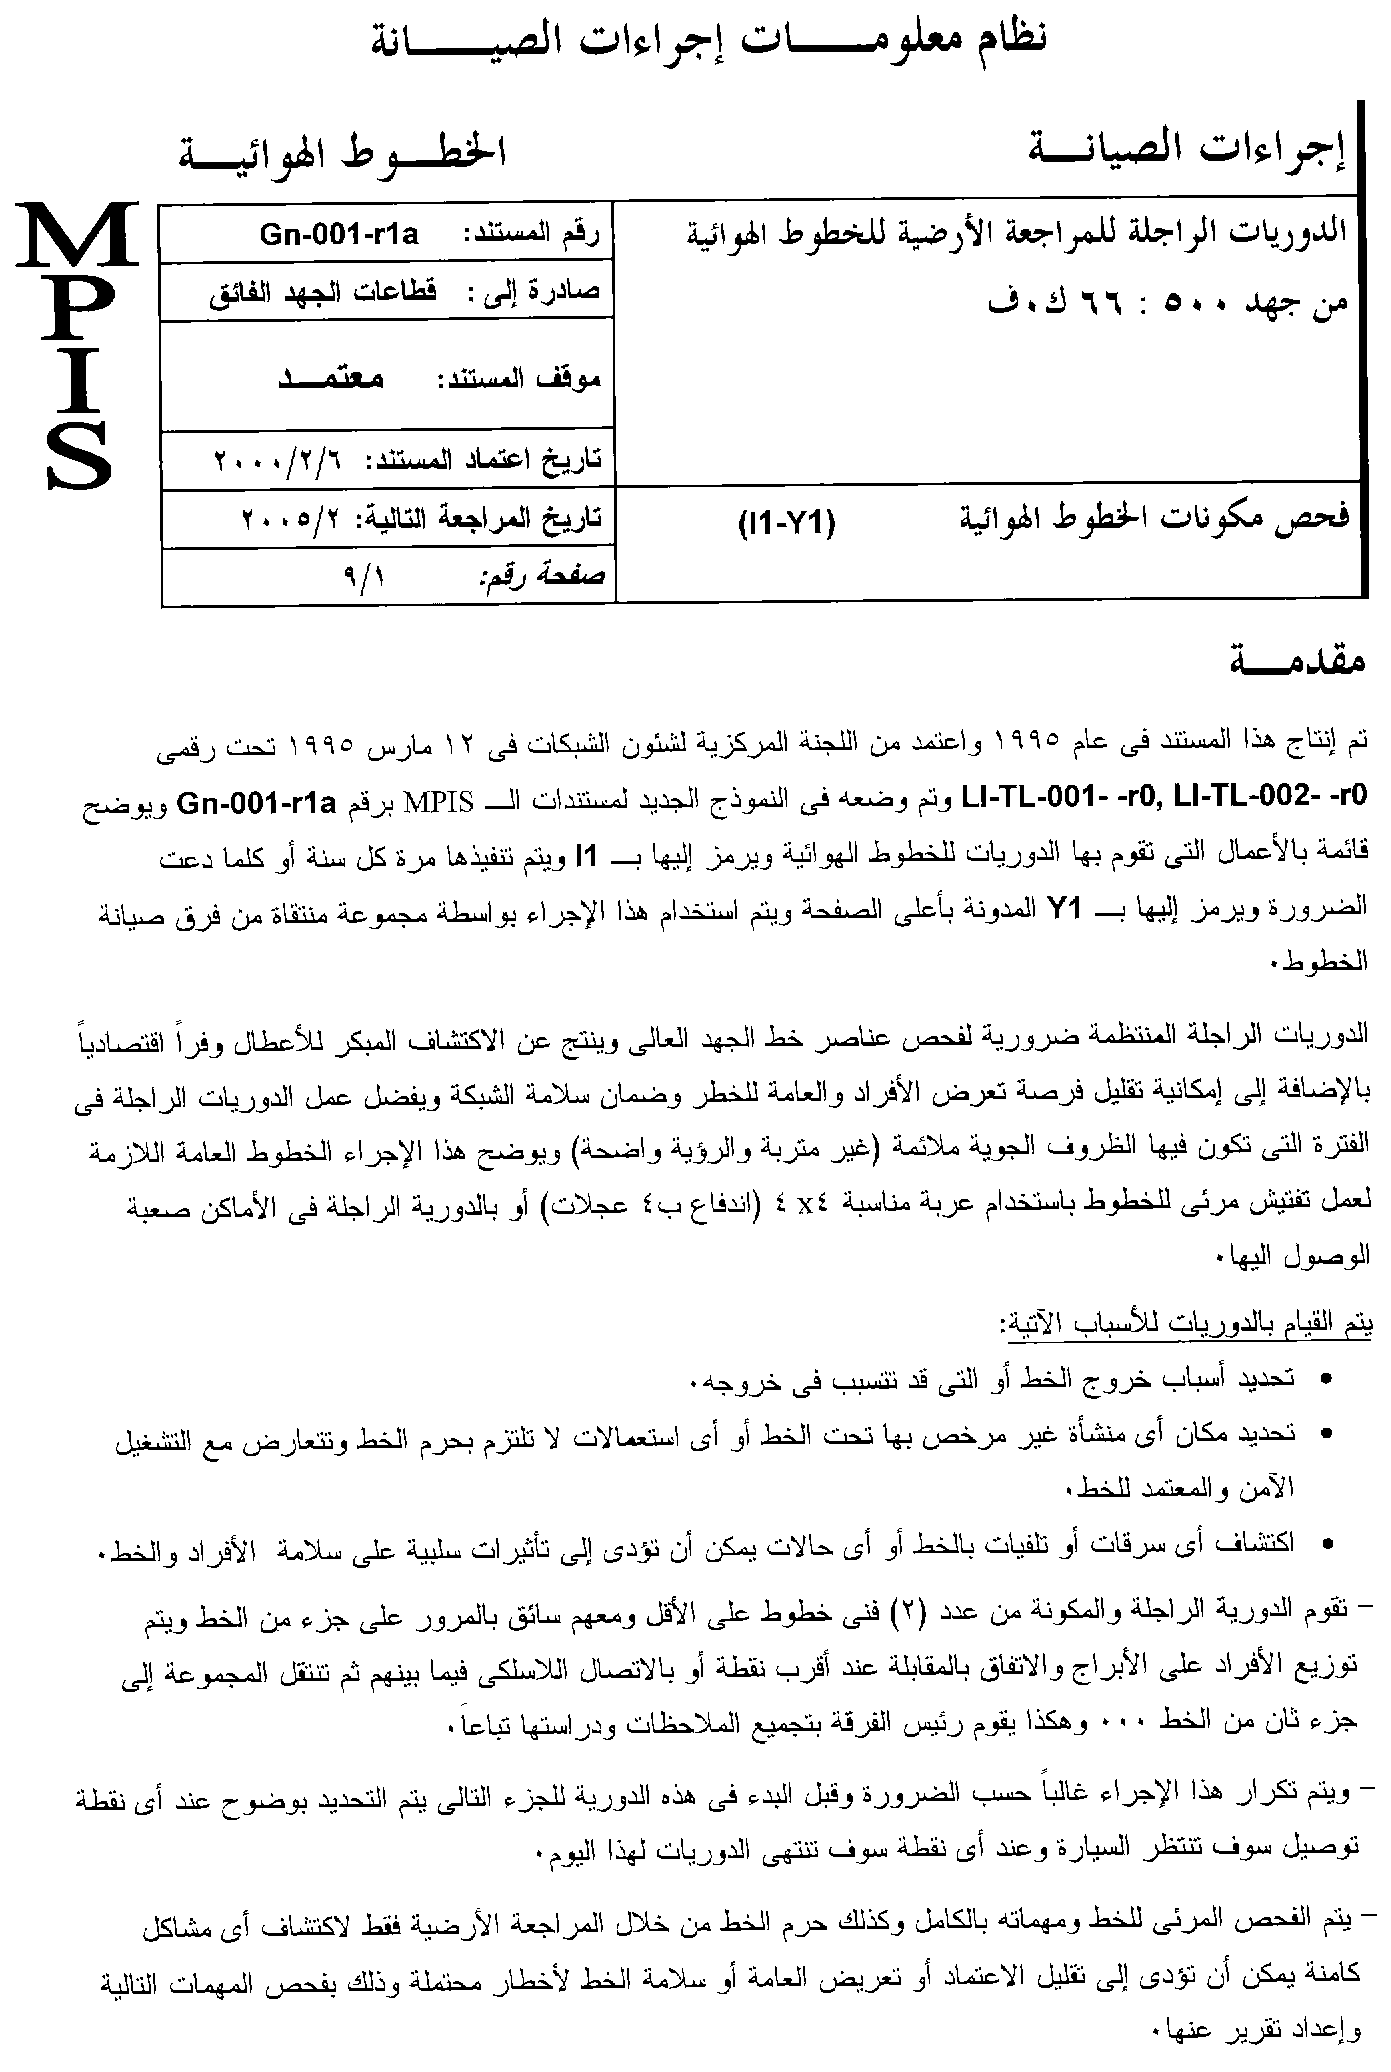 نظام معلومـــات إجراءات الصيـــانة
إجراءات الصيانـــة
الخطـــوط الهوائيـــة
MPIS
الدوريات الراجلة للمراجعة الأرضية للخطوط الهوائية
من جهد ٥٠٠ : ٦٦ ك٠ف
رقم المستند: Gn-001-r1a
صادرة إلى : قطاعات الجهد الفائق
موقف المستند: معتمـــد
تاريخ اعتماد المستند: ٢٠٠٠/٢/٦
فحص مكونات الخطوط الهوائية (I1-Y1)
تاريخ المراجعة التالية: ٢٠٠٥/٢
صفحة رقم: ٩/١
مقدمـــة
تم إنتاج هذا المستند فى عام ١٩٩٥ واعتمد من اللجنة المركزية لشئون الشبكات فى ١٢ مارس ١٩٩٥ تحت رقمى
LI-TL-001- -r0, LI-TL-002- -r0 وتم وضعه فى النموذج الجديد لمستندات الـــ MPIS برقم Gn-001-r1a ويوضح
قائمة بالأعمال التى تقوم بها الدوريات للخطوط الهوائية ويرمز إليها بـــ I1 ويتم تنفيذها مرة كل سنة أو كلما دعت
الضرورة ويرمز إليها بـــ Y1 المدونة بأعلى الصفحة ويتم استخدام هذا الإجراء بواسطة مجموعة منتقاة من فرق صيانة
الخطوط٠
الدوريات الراجلة المنتظمة ضرورية لفحص عناصر خط الجهد العالى وينتج عن الاكتشاف المبكر للأعطال وفراً اقتصادياً
بالإضافة إلى إمكانية تقليل فرصة تعرض الأفراد والعامة للخطر وضمان سلامة الشبكة ويفضل عمل الدوريات الراجلة فى
الفترة التى تكون فيها الظروف الجوية ملائمة (غير متربة والرؤية واضحة) ويوضح هذا الإجراء الخطوط العامة اللازمة
لعمل تفتيش مرئى للخطوط باستخدام عربة مناسبة ٤x ٤ (اندفاع ب٤ عجلات) أو بالدورية الراجلة فى الأماكن صعبة
الوصول اليها٠
يتم القيام بالدوريات للأسباب الآتية:
• تحديد أسباب خروج الخط أو التى قد تتسبب فى خروجه٠
• تحديد مكان أى منشأة غير مرخص بها تحت الخط أو أى استعمالات لا تلتزم بحرم الخط وتتعارض مع التشغيل
الآمن والمعتمد للخط٠
• اكتشاف أى سرقات أو تلفيات بالخط أو أى حالات يمكن أن تؤدى إلى تأثيرات سلبية على سلامة الأفراد والخط٠
– تقوم الدورية الراجلة والمكونة من عدد (٢) فنى خطوط على الأقل ومعهم سائق بالمرور على جزء من الخط ويتم
توزيع الأفراد على الأبراج والاتفاق بالمقابلة عند أقرب نقطة أو بالاتصال اللاسلكى فيما بينهم ثم تنتقل المجموعة إلى
جزء ثان من الخط ٠٠٠ وهكذا يقوم رئيس الفرقة بتجميع الملاحظات ودراستها تباعاً٠
– ويتم تكرار هذا الإجراء غالباً حسب الضرورة وقبل البدء فى هذه الدورية للجزء التالى يتم التحديد بوضوح عند أى نقطة
توصيل سوف تنتظر السيارة وعند أى نقطة سوف تنتهى الدوريات لهذا اليوم٠
– يتم الفحص المرئى للخط ومهماته بالكامل وكذلك حرم الخط من خلال المراجعة الأرضية فقط لاكتشاف أى مشاكل
كامنة يمكن أن تؤدى إلى تقليل الاعتماد أو تعريض العامة أو سلامة الخط لأخطار محتملة وذلك بفحص المهمات التالية
وإعداد تقرير عنها٠